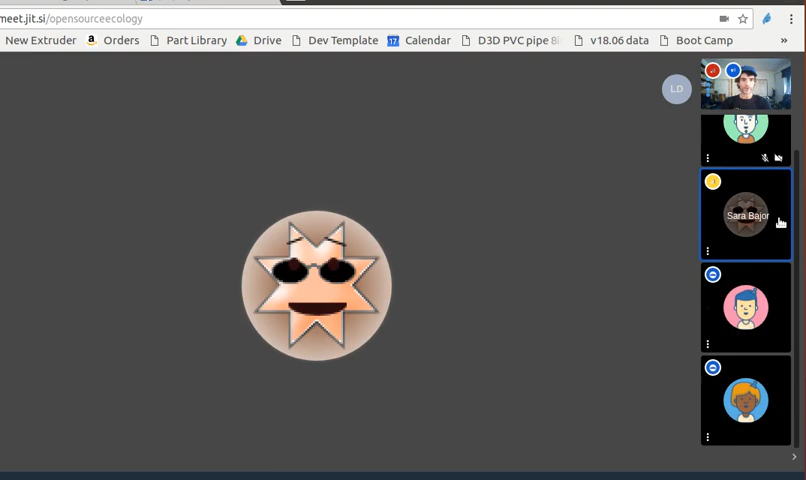 meet.jit.si/opensourceecology
New Extruder Orders Part Library Drive Dev Template 17 Calendar D3D PVC pipe v18.06 data Boot Camp »
LD
Sara Bajor